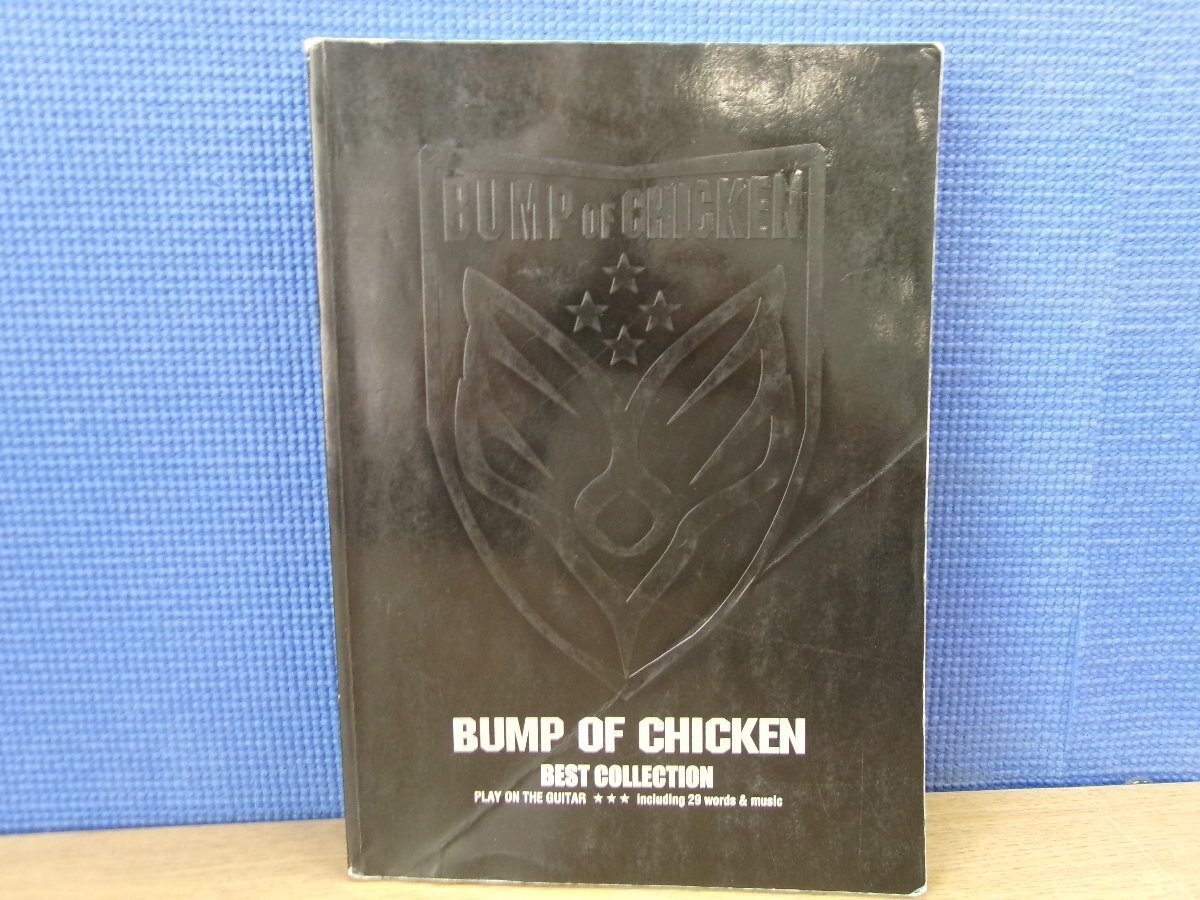 BUMP OF CHICKEN
BUMP OF CHICKEN
BEST COLLECTION
PLAY ON THE GUITAR ★★★ including 29 words & music